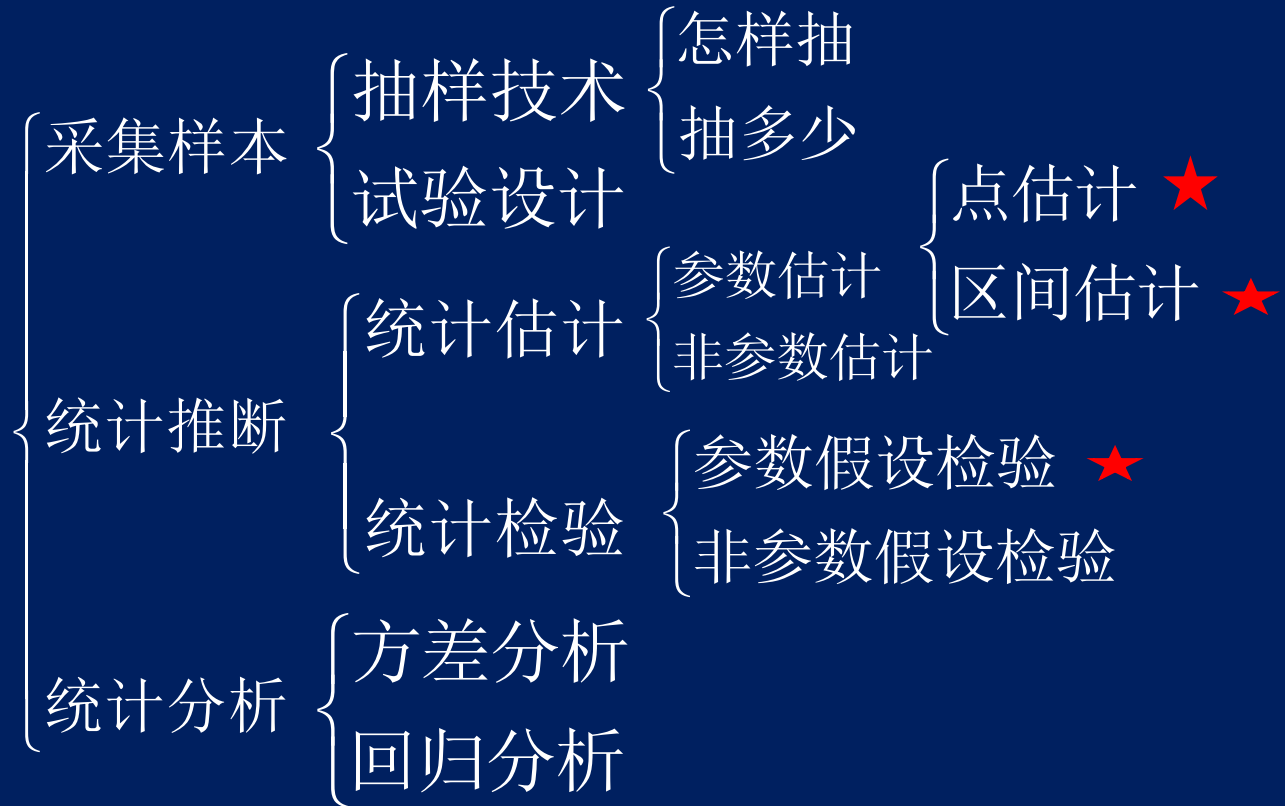 采集样本
抽样技术
怎样抽
抽多少
试验设计
统计推断
统计估计
参数估计
点估计
区间估计
非参数估计
统计检验
参数假设检验
非参数假设检验
统计分析
方差分析
回归分析